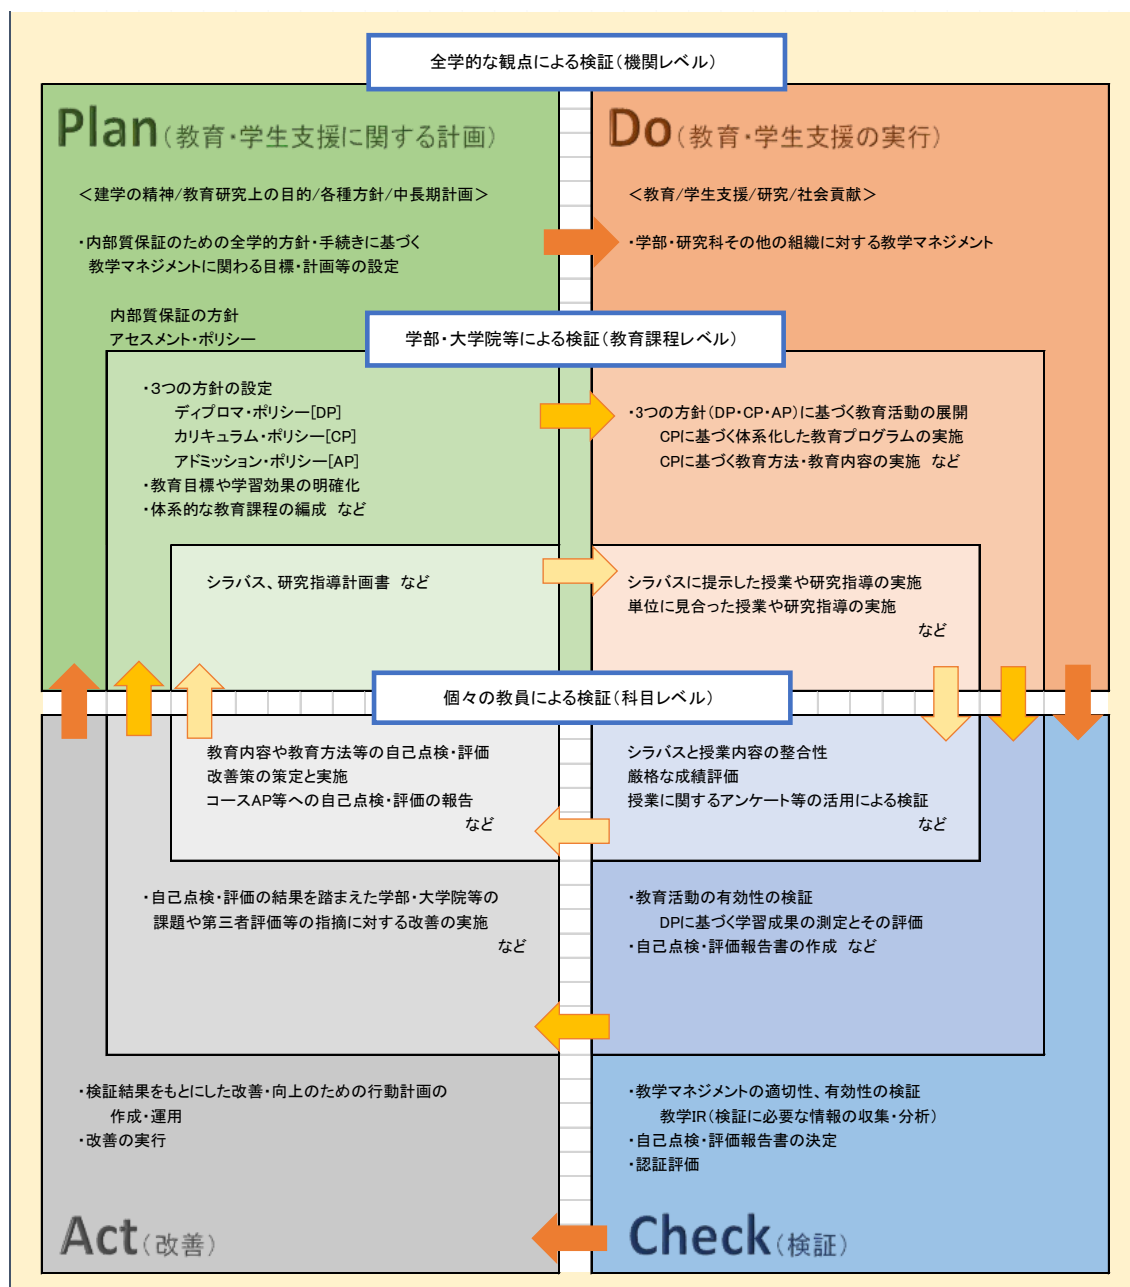 全学的な観点による検証(機関レベル)
Plan(教育・学生支援に関する計画)
<建学の精神/教育研究上の目的/各種方針/中長期計画>
・内部質保証のための全学的方針・手続きに基づく
教学マネジメントに関わる目標・計画等の設定
内部質保証の方針
アセスメント・ポリシー
Do(教育・学生支援の実行)
<教育/学生支援/研究/社会貢献>
・学部・研究科その他の組織に対する教学マネジメント
学部・大学院等による検証(教育課程レベル)
・3つの方針の設定
ディプロマ・ポリシー[DP]
カリキュラム・ポリシー[CP]
アドミッション・ポリシー[AP]
・教育目標や学習効果の明確化
・体系的な教育課程の編成 など
・3つの方針(DP・CP・AP)に基づく教育活動の展開
CPに基づく体系化した教育プログラムの実施
CPに基づく教育方法・教育内容の実施 など
シラバス、研究指導計画書 など
シラバスに提示した授業や研究指導の実施
単位に見合った授業や研究指導の実施
など
個々の教員による検証(科目レベル)
教育内容や教育方法等の自己点検・評価
改善策の策定と実施
コースAP等への自己点検・評価の報告
など
シラバスと授業内容の整合性
厳格な成績評価
授業に関するアンケート等の活用による検証
など
・自己点検・評価の結果を踏まえた学部・大学院等の
課題や第三者評価等の指摘に対する改善の実施
など
・教育活動の有効性の検証
DPに基づく学習成果の測定とその評価
・自己点検・評価報告書の作成 など
・検証結果をもとにした改善・向上のための行動計画の
作成・運用
・改善の実行
Act(改善)
・教学マネジメントの適切性、有効性の検証
教学IR(検証に必要な情報の収集・分析)
・自己点検・評価報告書の決定
・認証評価
Check(検証)